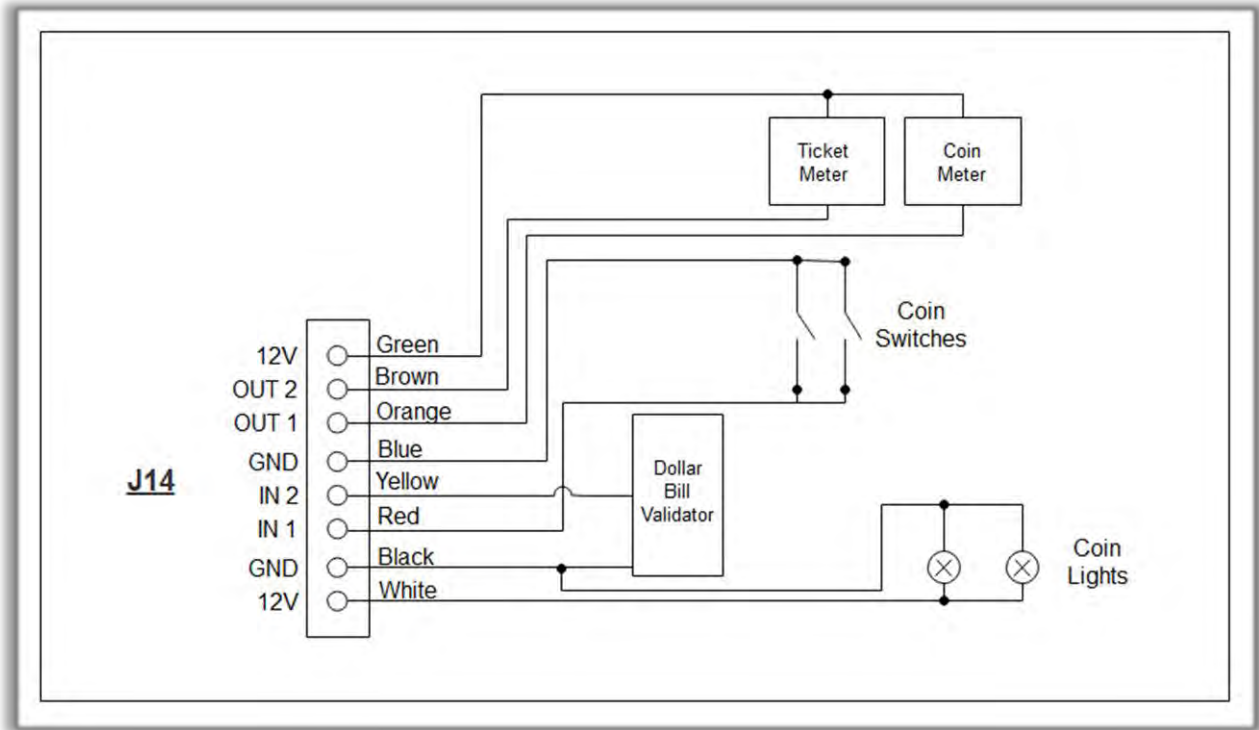 Ticket
Meter
Coin
Meter
Coin
Switches
12V
Green
OUT 2
Brown
OUT 1
Orange
GND
Blue
J14
IN 2
Yellow
IN 1
Red
GND
Black
12V
White
Dollar
Bill
Validator
Coin
Lights